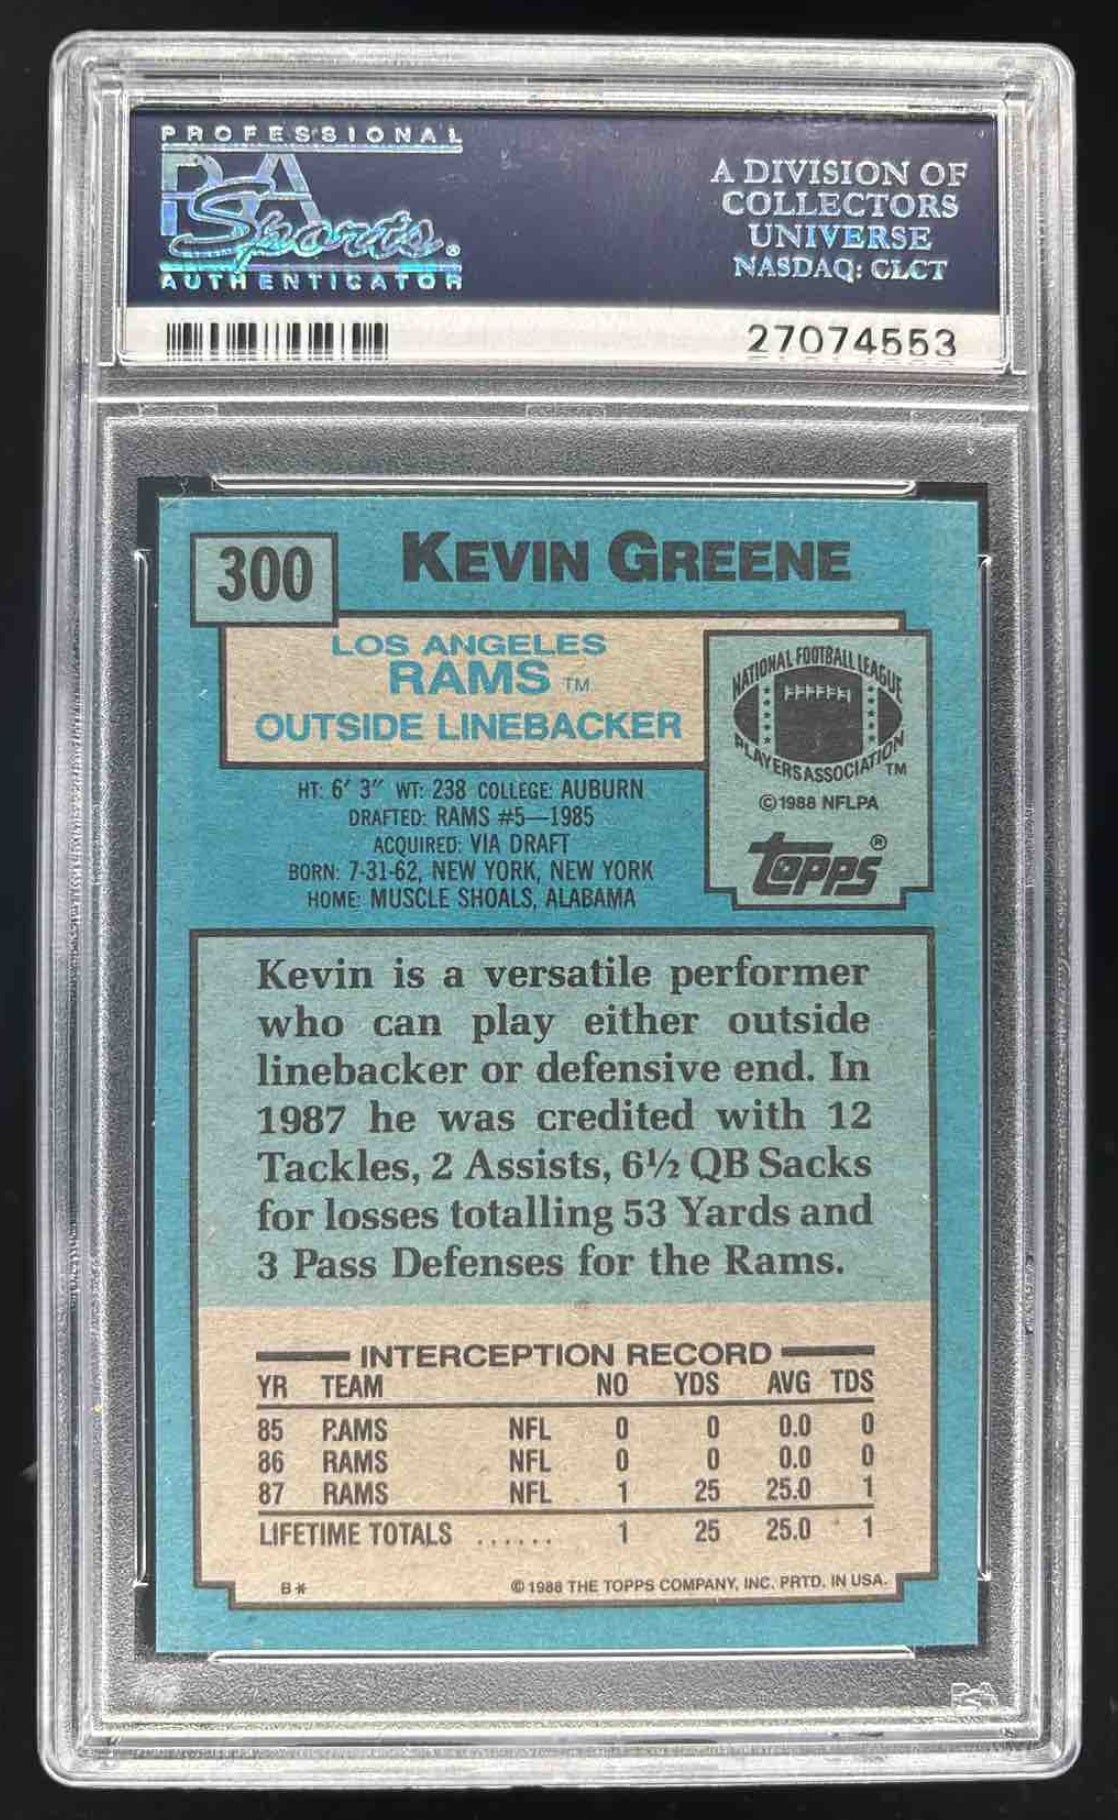 PROFESSIONAL
PSA
Sports®
AUTHENTICATOR
A DIVISION OF
COLLECTORS
UNIVERSE
NASDAQ: CLCT
27074553
300
KEVIN GREENE
LOS ANGELES
RAMS TM
OUTSIDE LINEBACKER
NATIONAL FOOTBALL LEAGUE
PLAYERS ASSOCIATION TM
©1988 NFLPA
topps®
HT: 6' 3" WT: 238 COLLEGE: AUBURN
DRAFTED: RAMS #5—1985
ACQUIRED: VIA DRAFT
BORN: 7-31-62, NEW YORK, NEW YORK
HOME: MUSCLE SHOALS, ALABAMA
Kevin is a versatile performer
who can play either outside
linebacker or defensive end. In
1987 he was credited with 12
Tackles, 2 Assists, 6½ QB Sacks
for losses totalling 53 Yards and
3 Pass Defenses for the Rams.
INTERCEPTION RECORD
YR TEAM NO YDS AVG TDS
85 RAMS NFL 0 0 0.0 0
86 RAMS NFL 0 0 0.0 0
87 RAMS NFL 1 25 25.0 1
LIFETIME TOTALS ...... 1 25 25.0 1
B* ©1988 THE TOPPS COMPANY, INC. PRTD. IN USA.
PSA